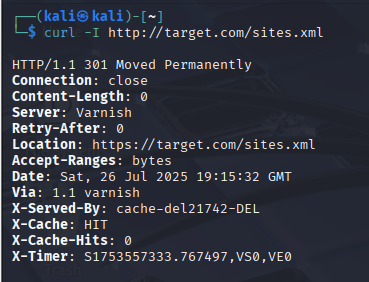 ┌──(kali㉿kali)-[~]
└─$ curl -I http://target.com/sites.xml
HTTP/1.1 301 Moved Permanently
Connection: close
Content-Length: 0
Server: Varnish
Retry-After: 0
Location: https://target.com/sites.xml
Accept-Ranges: bytes
Date: Sat, 26 Jul 2025 19:15:32 GMT
Via: 1.1 varnish
X-Served-By: cache-del21742-DEL
X-Cache: HIT
X-Cache-Hits: 0
X-Timer: S1753557333.767497,VS0,VE0